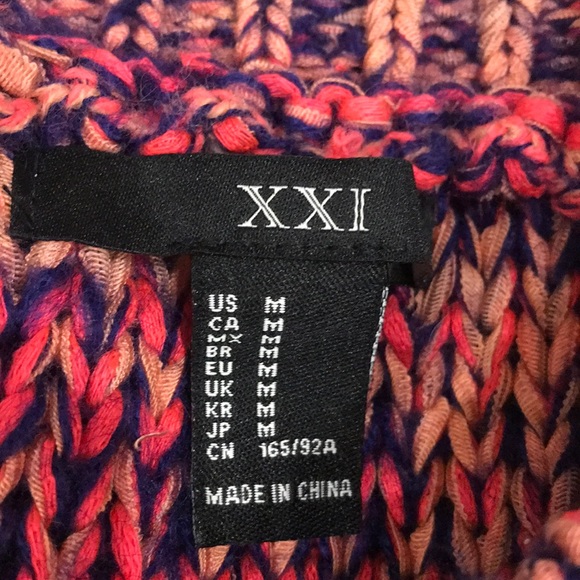 XXI
US M
CA M
MX M
BR M
EU M
UK M
KR M
JP M
CN 165/92A
MADE IN CHINA